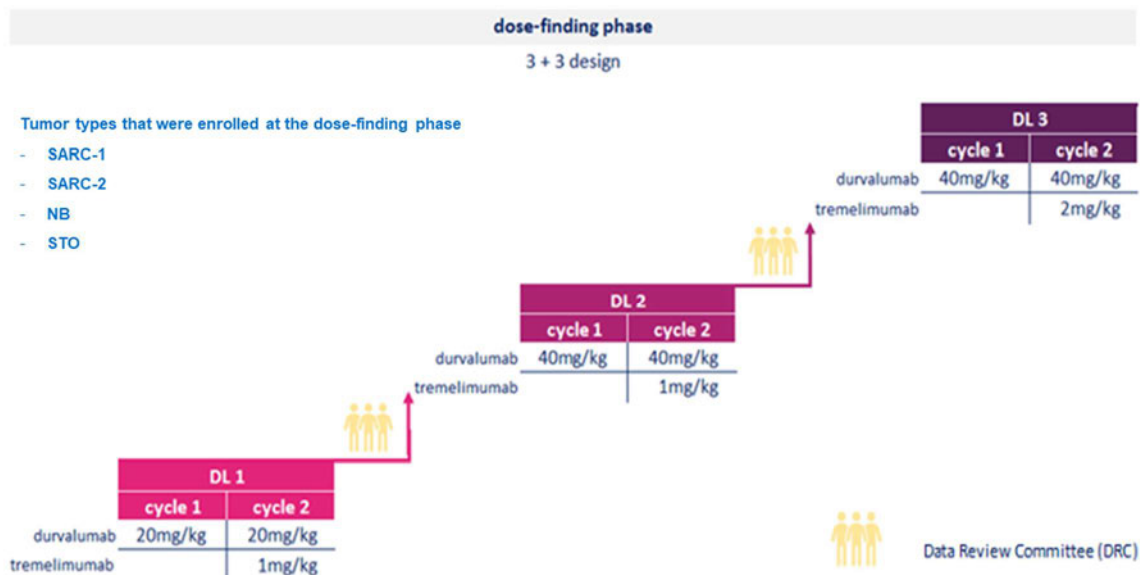 dose-finding phase
3 + 3 design
Tumor types that were enrolled at the dose-finding phase
- SARC-1
- SARC-2
- NB
- STO
DL 3
cycle 1 cycle 2
durvalumab 40mg/kg 40mg/kg
tremelimumab 2mg/kg
DL 2
cycle 1 cycle 2
durvalumab 40mg/kg 40mg/kg
tremelimumab 1mg/kg
DL 1
cycle 1 cycle 2
durvalumab 20mg/kg 20mg/kg
tremelimumab 1mg/kg
Data Review Committee (DRC)